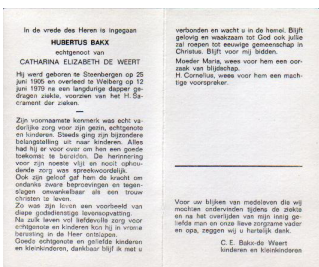 In de vrede des Heren is ingegaan
HUBERTUS BAKX
echtgenoot van
CATHARINA ELIZABETH DE WEERT
Hij werd geboren te Steenbergen op 25
juni 1905 en overleed te Welberg op 12
juni 1979 na een langdurige dapper ge-
dragen ziekte, voorzien van het H. Sa-
crament der zieken.
Zijn voornaamste kenmerk was echt va-
derlijke zorg voor zijn gezin, echtgenote
en kinderen. Steeds ging zijn bijzondere
belangstelling uit naar kinderen. Alles
had hij er voor over om hen een goede
toekomst te bereiden. De herinnering
voor zijn noeste vlijt en nooit ophou-
dende zorg was spreekwoordelijk.
Ook zijn geloof gaf hem de kracht om
ondanks zware beproevingen en tegen-
slagen onwankelbaar als een trouw
christen te leven.
Zo was zijn leven een voorbeeld van
diepe godsdienstige levensopvatting.
Na zulk leven vol liefdevolle zorg voor
echtgenote en kinderen kon hij in vrome
berusting in de Heer ontslapen.
Goede echtgenote en geliefde kinderen
en kleinkinderen, dankbaar blijf ik met u
verbonden en wacht u in de hemel. Blijft
gelovig en waakzaam tot God ook jullie
zal roepen tot eeuwige gemeenschap in
Christus. Blijft voor mij bidden.
Moeder Maria, wees voor hem een oor-
zaak van blijdschap.
H. Cornelius, wees voor hem een mach-
tige voorspreker.
Voor uw blijken van medeleven die wij
mochten ondervinden tijdens de ziekte
en na het overlijden van mijn innig ge-
liefde man en onze lieve zorgzame vader
en opa, zeggen wij u hartelijk dank.
C. E. Bakx-de Weert
kinderen en kleinkinderen